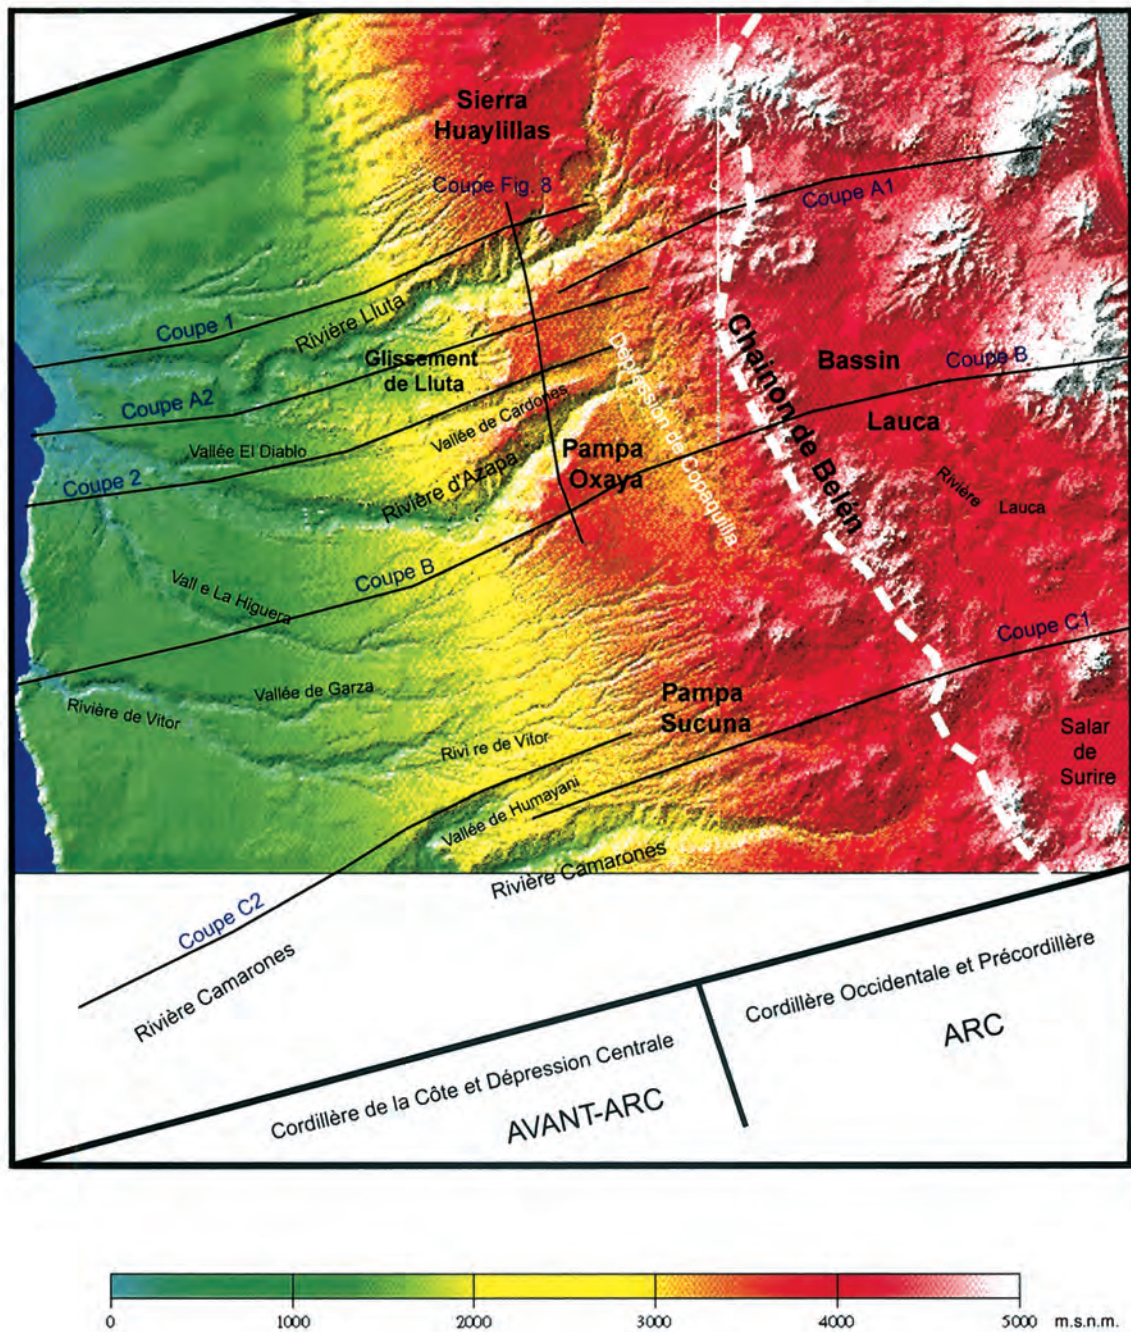 Sierra
Huaylillas
Coupe Fig. 8
Coupe A1
Coupe 1
Rivière Lluta
Glissement
de Lluta
Coupe A2
Dépression de Copaquilla
Chainon de Belén
Bassin
Coupe B
Lauca
Vallée de Cardones
Vallée El Diablo
Pampa
Oxaya
Coupe 2
Rivière d'Azapa
Rivière
Lauca
Coupe B
Vall e La Higuera
Coupe C1
Vallée de Garza
Pampa
Sucuna
Rivière de Vitor
Rivi re de Vitor
Salar
de
Surire
Vallée de Humayani
Rivière Camarones
Coupe C2
Rivière Camarones
Cordillère Occidentale et Précordillère
ARC
Cordillère de la Côte et Dépression Centrale
AVANT-ARC
0 1000 2000 3000 4000 5000 m.s.n.m.